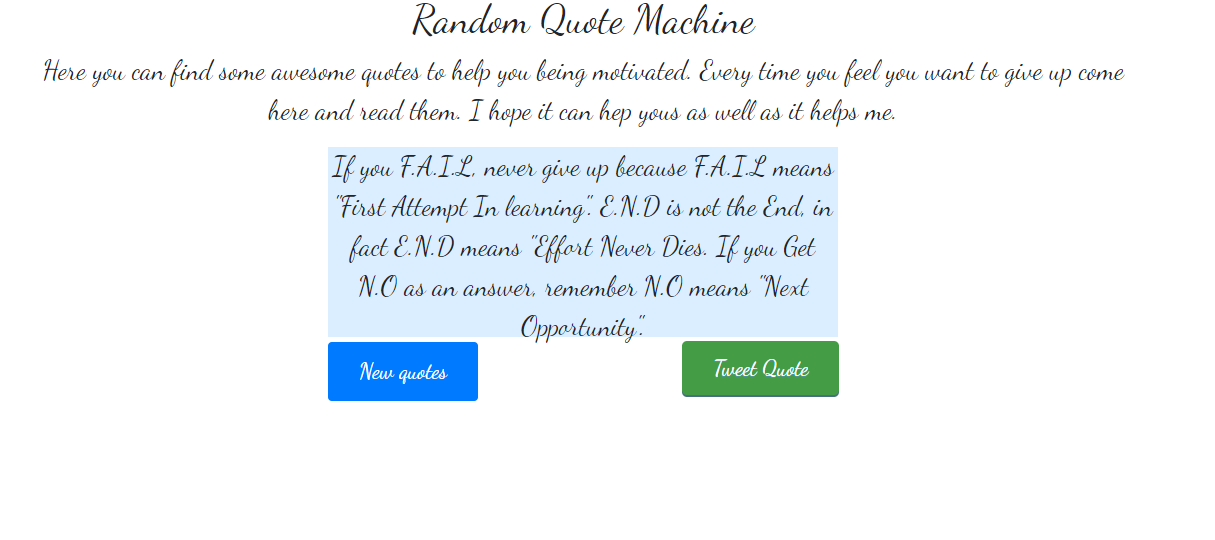 Random Quote Machine
Here you can find some awesome quotes to help you being motivated. Every time you feel you want to give up come
here and read them. I hope it can hep yous as well as it helps me.
If you F.A.I.L, never give up because F.A.I.L means
"First Attempt In learning". E.N.D is not the End, in
fact E.N.D means "Effort Never Dies. If you Get
N.O as an answer, remember N.O means "Next
Opportunity".
New quotes
Tweet Quote